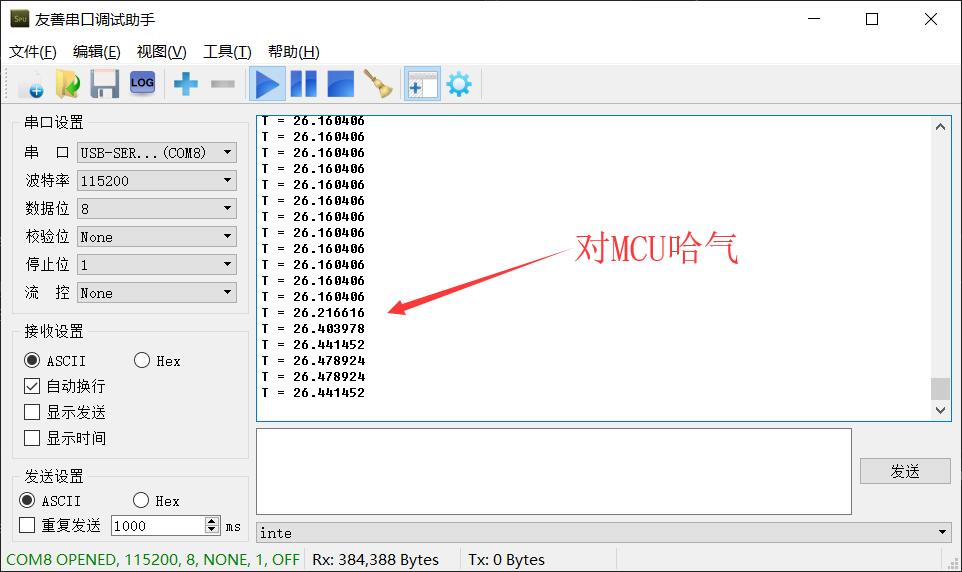 友善串口调试助手
文件(F) 编辑(E) 视图(V) 工具(T) 帮助(H)
LOG
串口设置
串 口 USB-SER...(COM8)
波特率 115200
数据位 8
校验位 None
停止位 1
流 控 None
接收设置
ASCII Hex
自动换行
显示发送
显示时间
发送设置
ASCII Hex
重复发送 1000 ms
T = 26.160406
T = 26.160406
T = 26.160406
T = 26.160406
T = 26.160406
T = 26.160406
T = 26.160406
T = 26.160406
T = 26.160406
T = 26.160406
T = 26.160406
T = 26.160406
T = 26.216616
T = 26.403978
T = 26.441452
T = 26.478924
T = 26.478924
T = 26.441452
对MCU哈气
发送
inte
COM8 OPENED, 115200, 8, NONE, 1, OFF Rx: 384,388 Bytes Tx: 0 Bytes